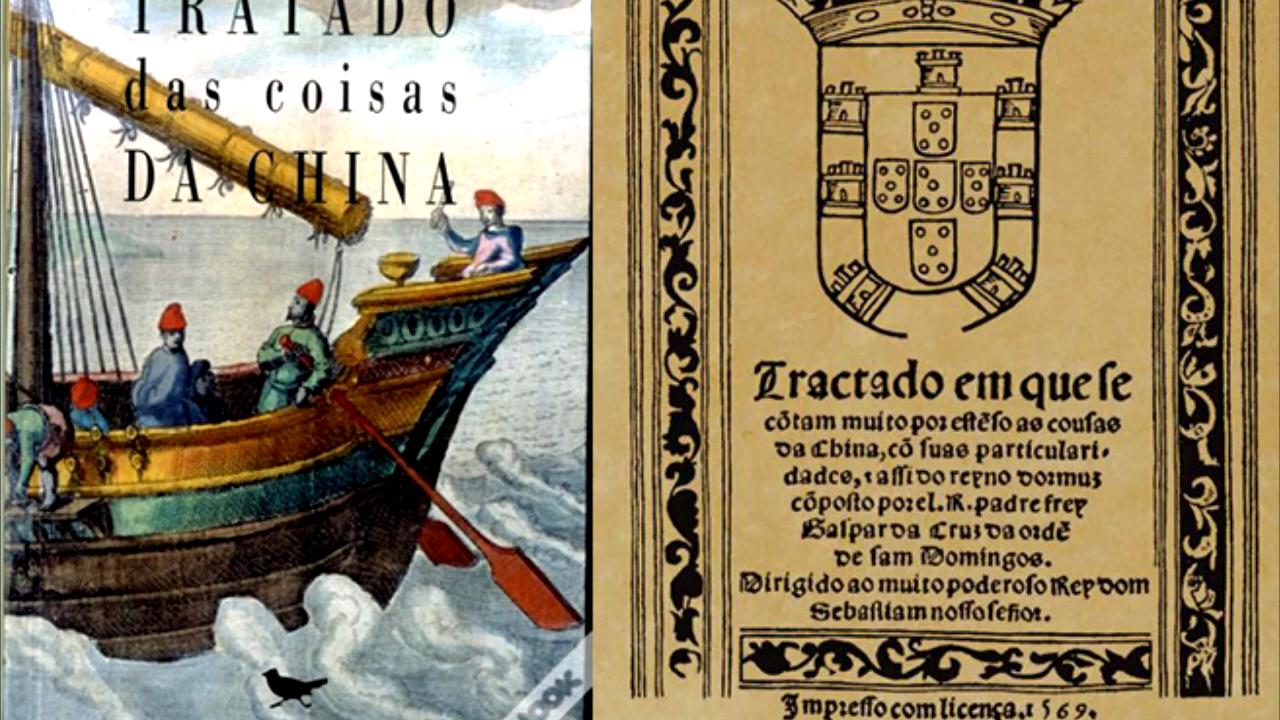 TRATADO
das coisas
DA CHINA
OOK
Tractado em que se
cõtam muito por estẽso as cousas
da China, cõ suas particulari-
dades, ⁊ assi do reyno dormuz
cõposto por el. R. padre frey
Gaspar da Cruz da ordẽ
de sam Domingos.
Dirigido ao muito poderoso Rey dom
Sebastiam nosso señor.
Impresso com licença, 1569.